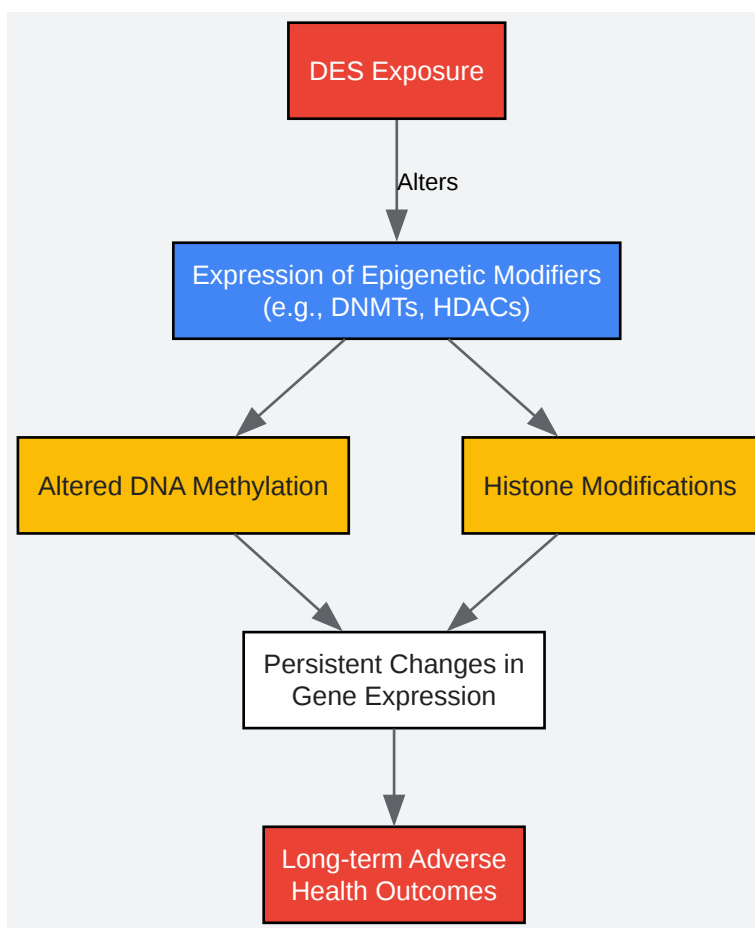 DES Exposure
Alters
Expression of Epigenetic Modifiers
(e.g., DNMTs, HDACs)
Altered DNA Methylation
Histone Modifications
Persistent Changes in
Gene Expression
Long-term Adverse
Health Outcomes